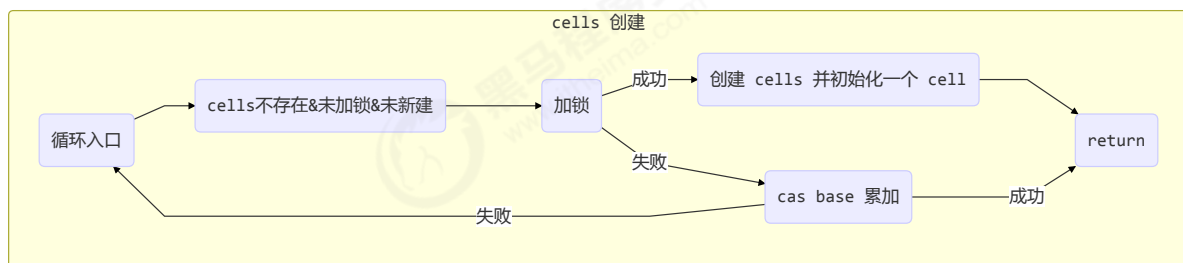 cells 创建
循环入口
cells不存在&未加锁&未新建
加锁
成功
创建 cells 并初始化一个 cell
失败
cas base 累加
成功
return
失败